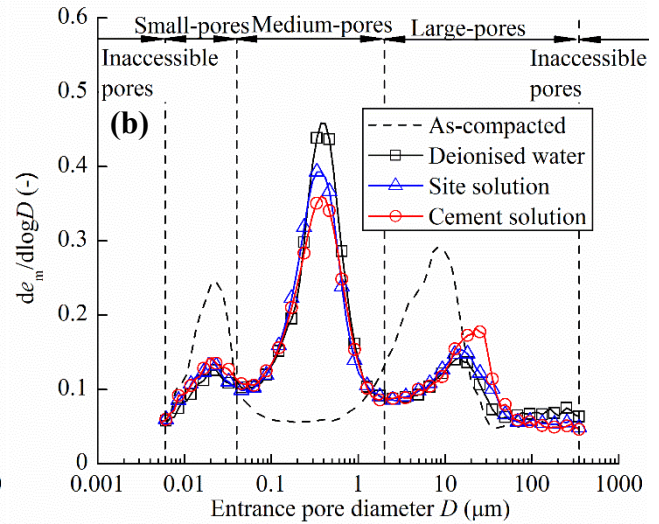 0.6
0.5
0.4
0.3
0.2
0.1
0
de_m/dlogD (-)
Small-pores Medium-pores Large-pores
Inaccessible pores
Inaccessible pores
(b)
As-compacted
Deionised water
Site solution
Cement solution
0.001 0.01 0.1 1 10 100 1000
Entrance pore diameter D (μm)